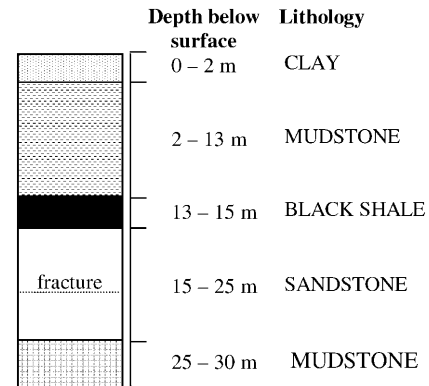 Depth below Lithology
surface
0 – 2 m CLAY
2 – 13 m MUDSTONE
13 – 15 m BLACK SHALE
fracture 15 – 25 m SANDSTONE
25 – 30 m MUDSTONE